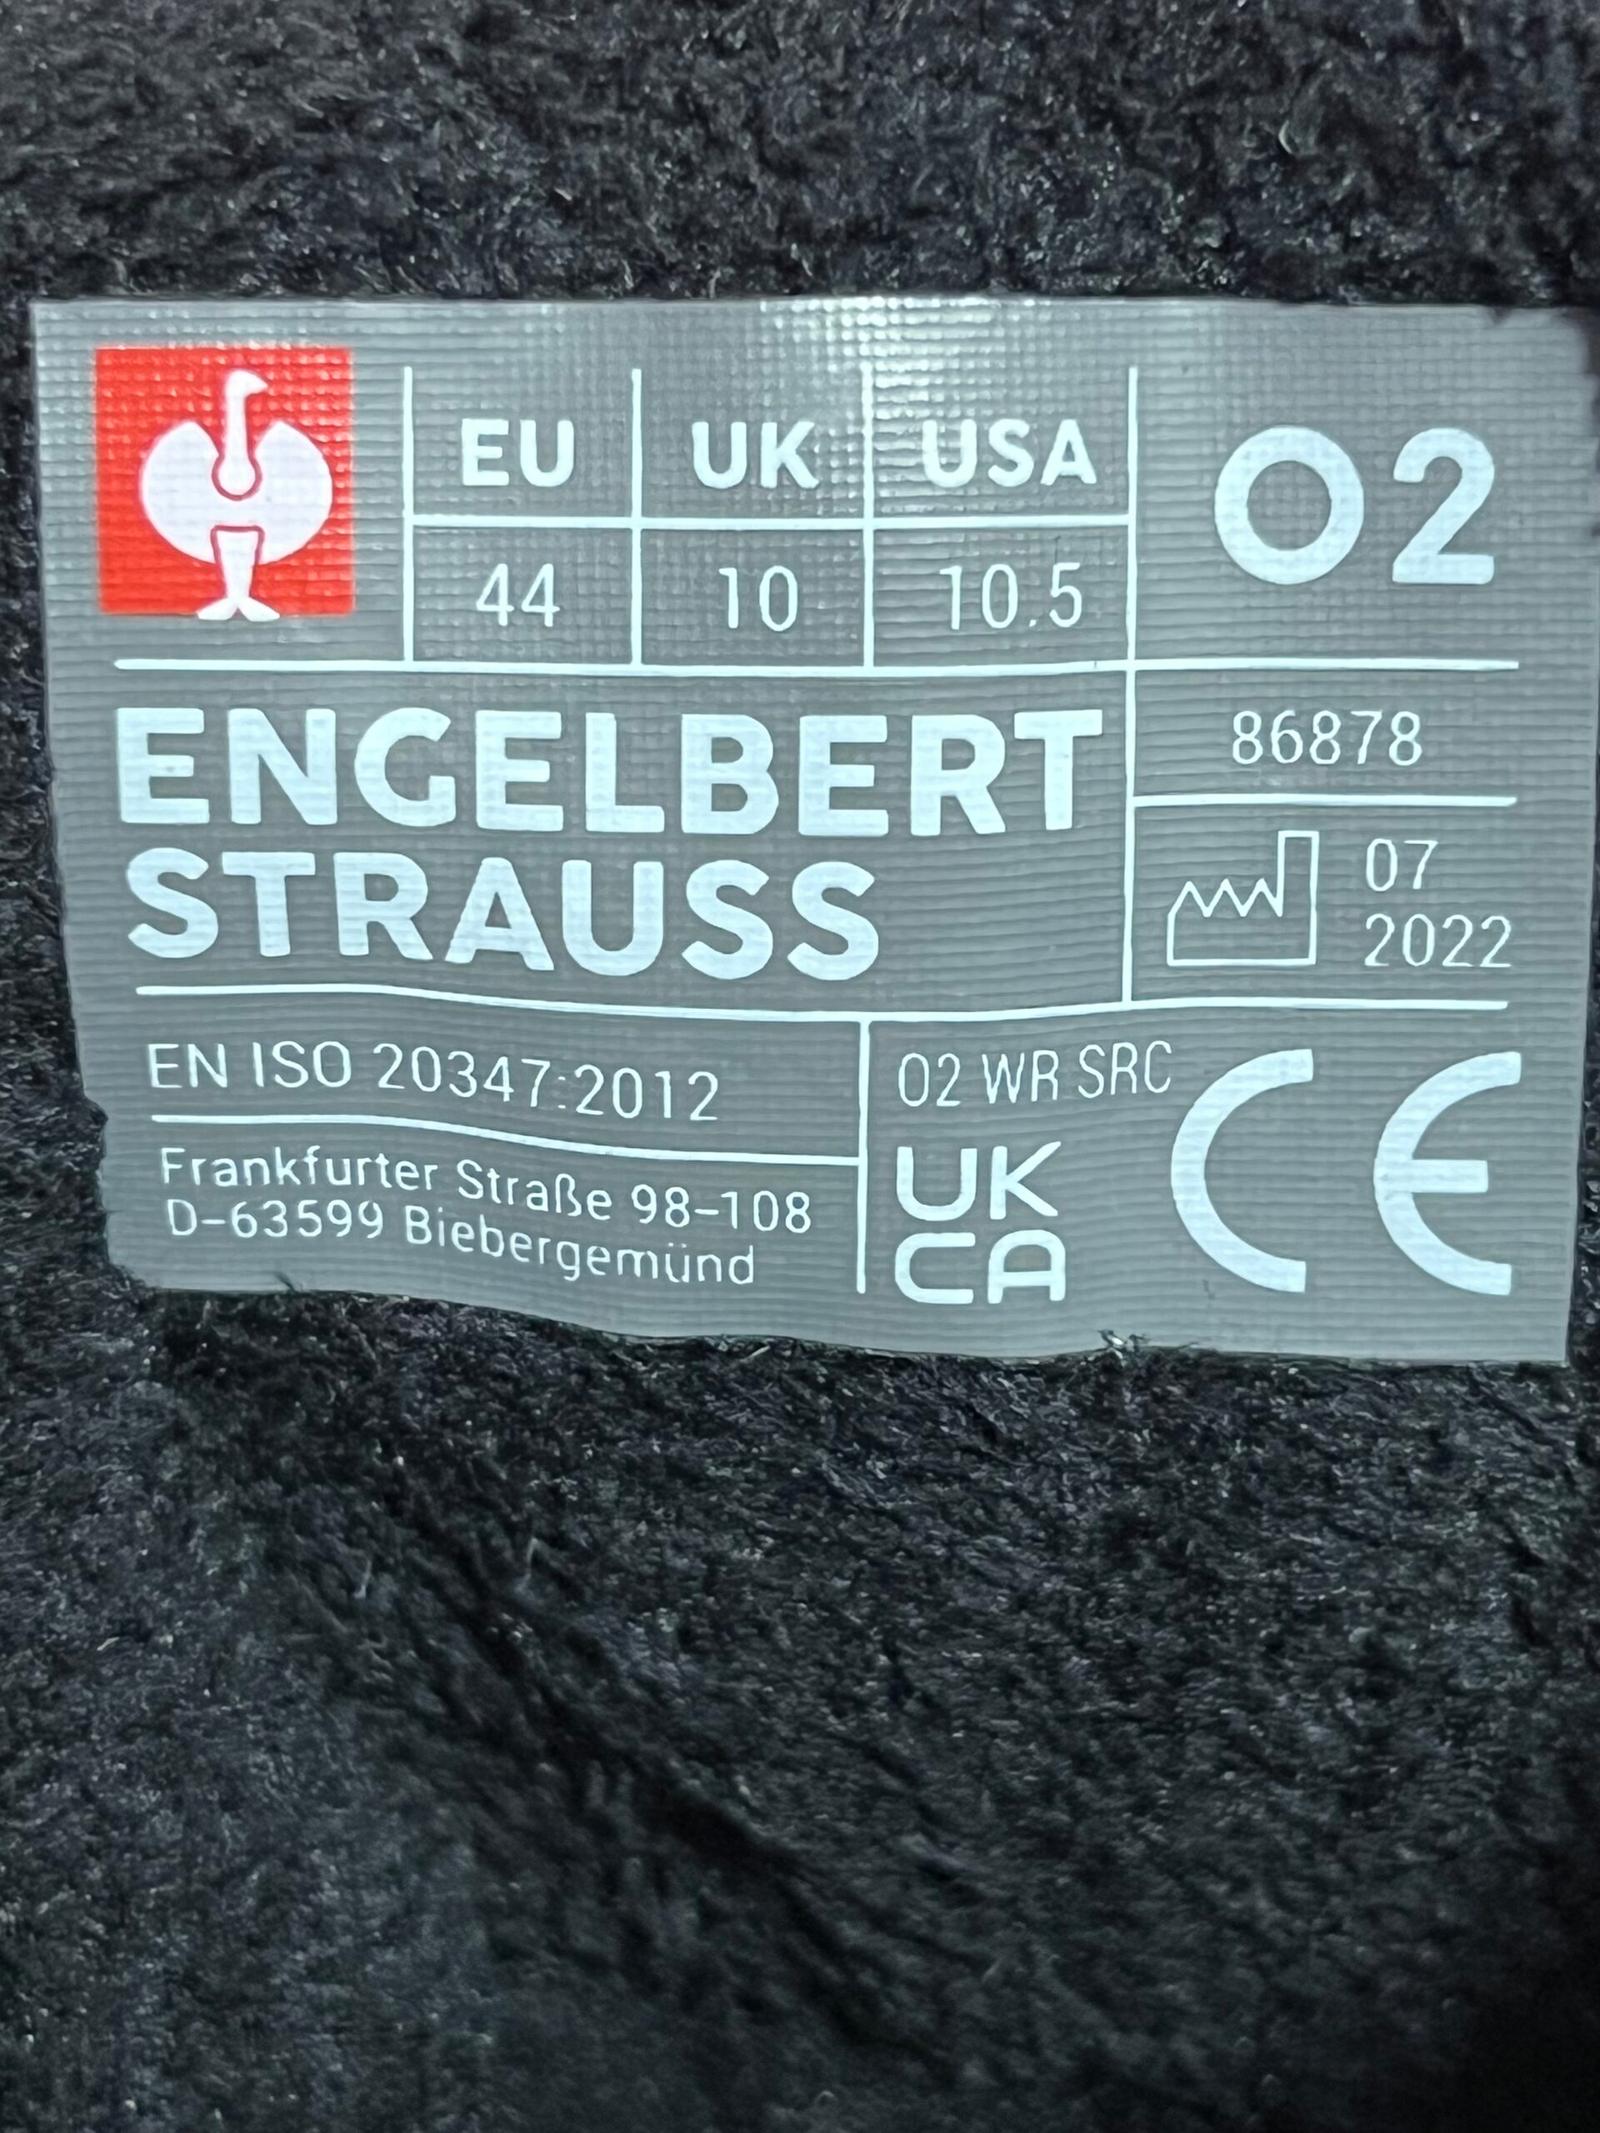 EU UK USA O2
44 10 10.5
ENGELBERT
STRAUSS
86878
07
2022
EN ISO 20347:2012
Frankfurter Straße 98-108
D-63599 Biebergemünd
O2 WR SRC
UK
CA
CE